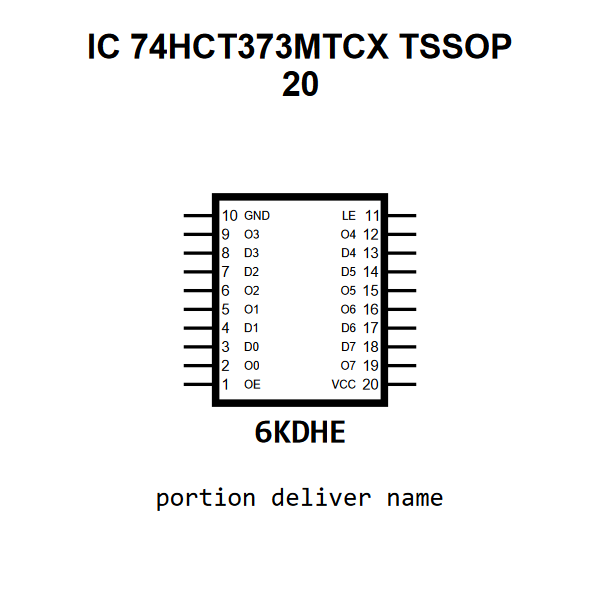 IC 74HCT373MTCX TSSOP
20
10 GND LE 11
9 O3 O4 12
8 D3 D4 13
7 D2 D5 14
6 O2 O5 15
5 O1 O6 16
4 D1 D6 17
3 D0 D7 18
2 O0 O7 19
1 OE VCC 20
6KDHE
portion deliver name